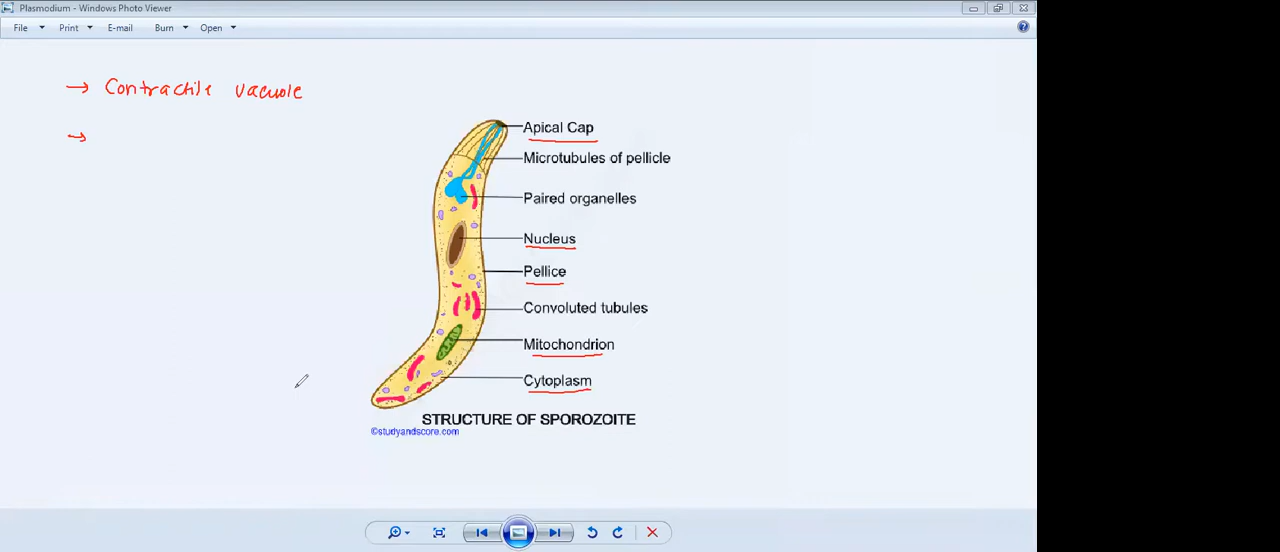 Plasmodium - Windows Photo Viewer
File Print E-mail Burn Open
→ Contractile vacuole
→
Apical Cap
Microtubules of pellicle
Paired organelles
Nucleus
Pellice
Convoluted tubules
Mitochondrion
Cytoplasm
STRUCTURE OF SPOROZOITE
©studyandscore.com